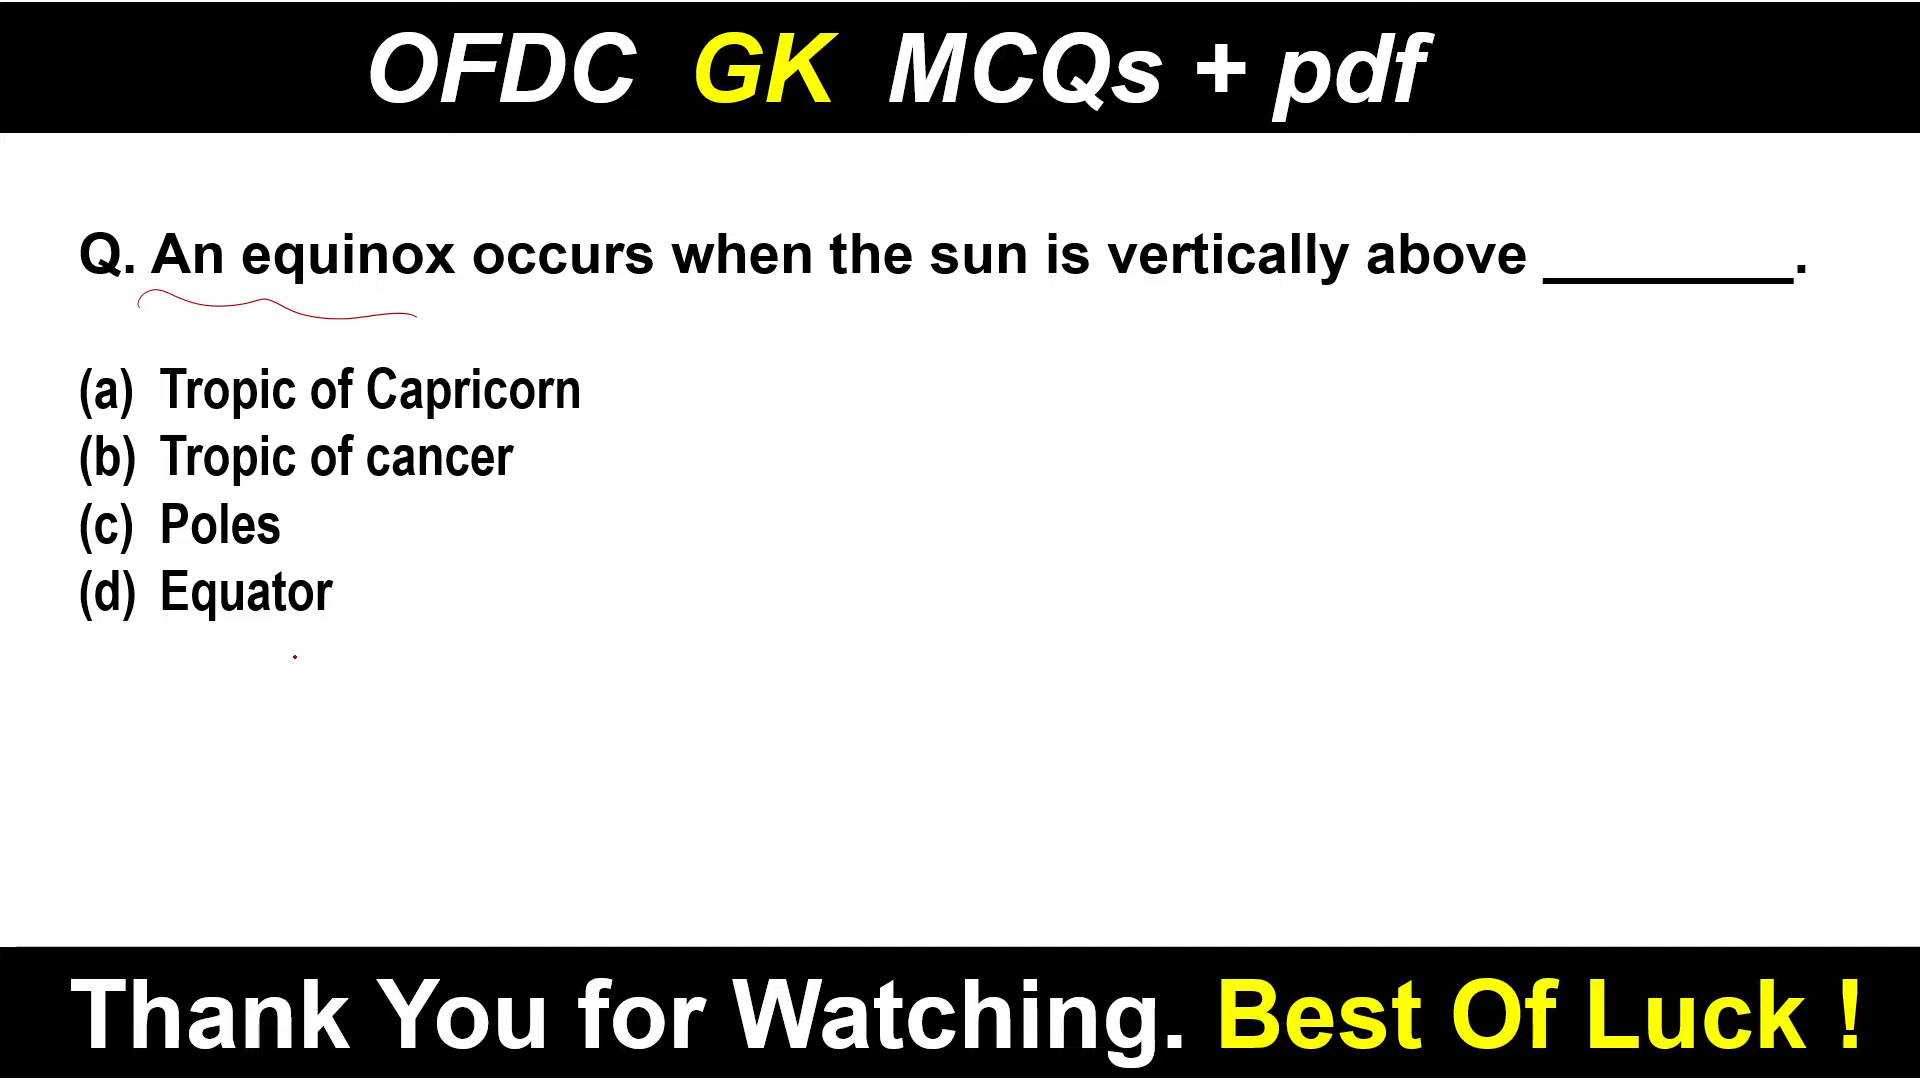 OFDC GK MCQs + pdf
Q. An equinox occurs when the sun is vertically above ________.
(a) Tropic of Capricorn
(b) Tropic of cancer
(c) Poles
(d) Equator
Thank You for Watching. Best Of Luck !